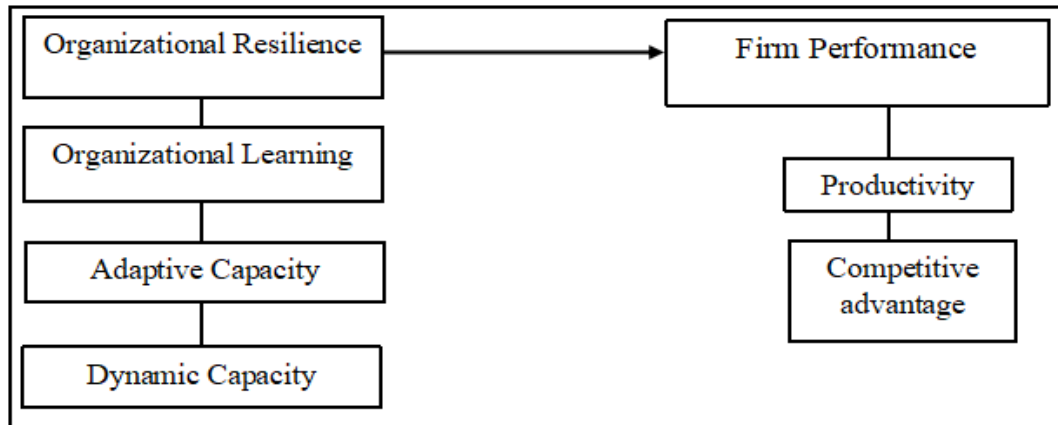 Organizational Resilience
Organizational Learning
Adaptive Capacity
Dynamic Capacity
Firm Performance
Productivity
Competitive
advantage